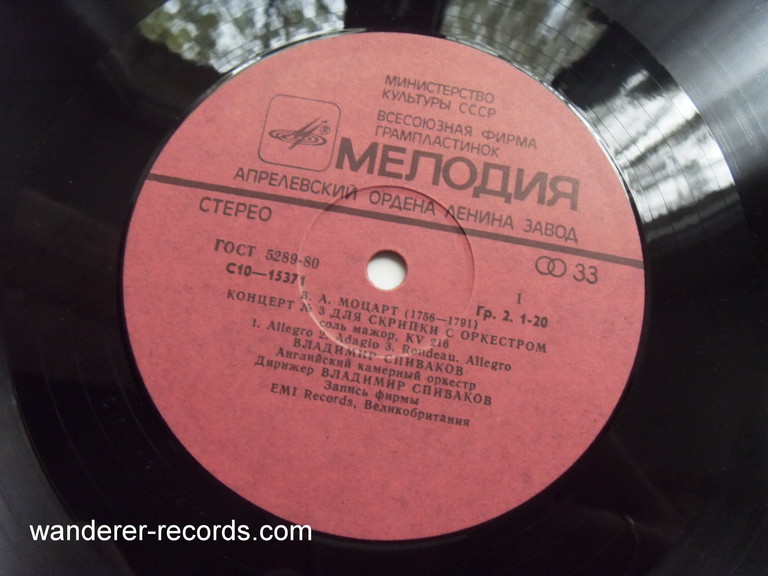 МИНИСТЕРСТВО
КУЛЬТУРЫ СССР
ВСЕСОЮЗНАЯ ФИРМА
ГРАМПЛАСТИНОК
МЕЛОДИЯ
АПРЕЛЕВСКИЙ ОРДЕНА ЛЕНИНА ЗАВОД
СТЕРЕО
33
ГОСТ 5289-80
С10—15371
I
Гр. 2. 1-20
В. А. МОЦАРТ (1756—1791)
КОНЦЕРТ № 3 ДЛЯ СКРИПКИ С ОРКЕСТРОМ
соль мажор, KV 216
1. Allegro 2. Adagio 3. Rondeau. Allegro
ВЛАДИМИР СПИВАКОВ
Английский камерный оркестр
Дирижер ВЛАДИМИР СПИВАКОВ
Запись фирмы
EMI Records, Великобритания
wanderer-records.com